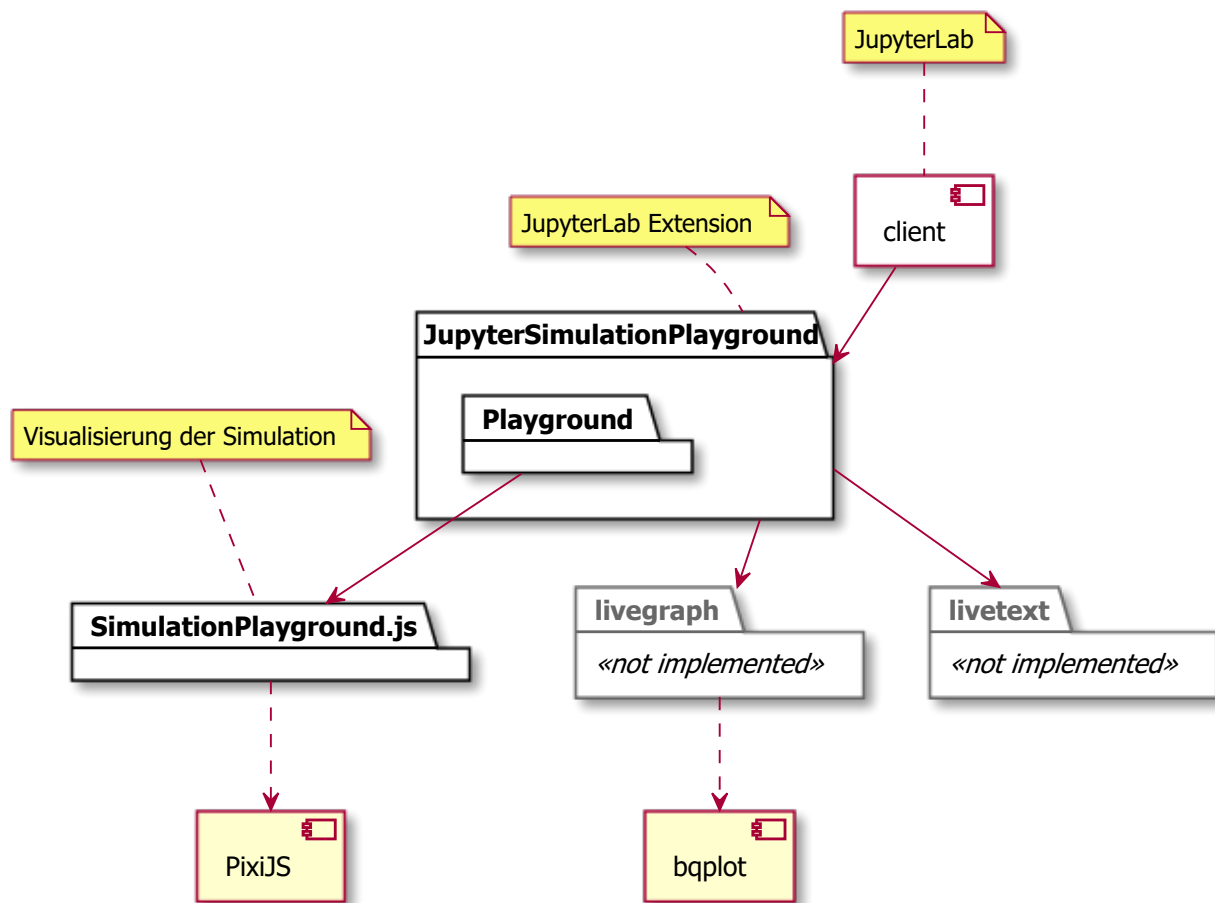 JupyterLab
client
JupyterLab Extension
JupyterSimulationPlayground
Playground
Visualisierung der Simulation
SimulationPlayground.js
livegraph
«not implemented»
livetext
«not implemented»
PixiJS
bqplot